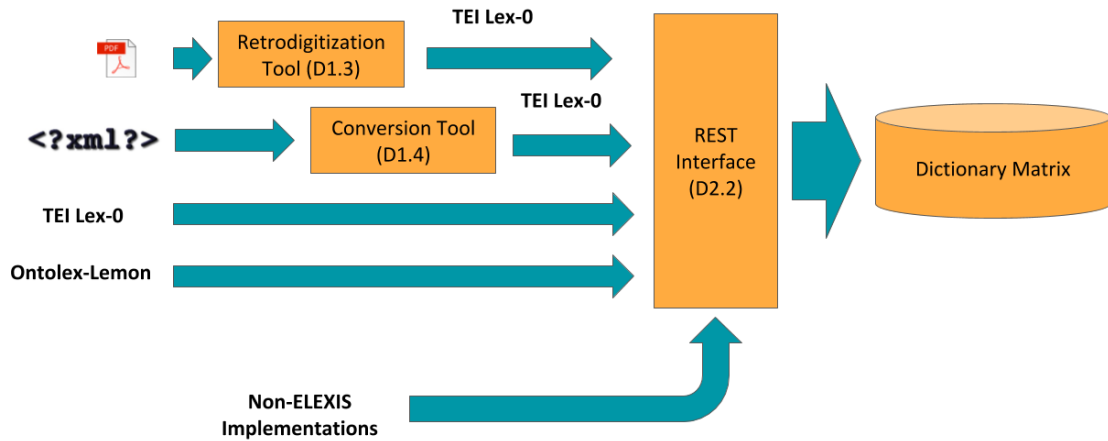 TEI Lex-0
PDF
Retrodigitization
Tool (D1.3)
TEI Lex-0
<?xml?>
Conversion Tool
(D1.4)
REST
Interface
(D2.2)
Dictionary Matrix
TEI Lex-0
Ontolex-Lemon
Non-ELEXIS
Implementations